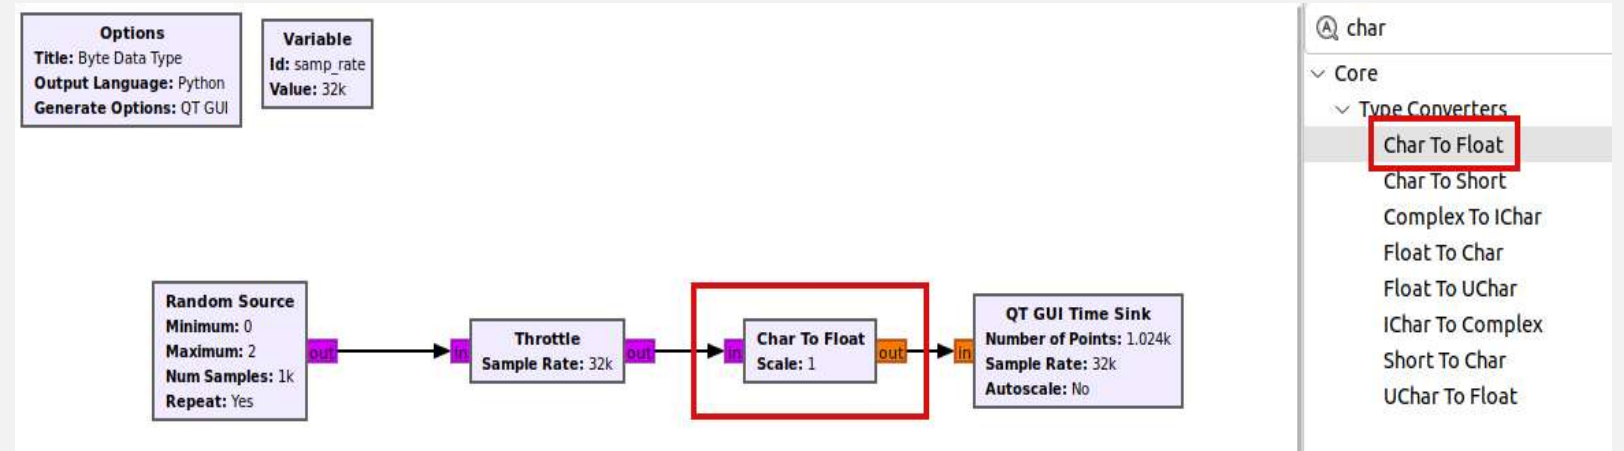 Options
Title: Byte Data Type
Output Language: Python
Generate Options: QT GUI
Variable
Id: samp_rate
Value: 32k
Random Source
Minimum: 0
Maximum: 2
Num Samples: 1k
Repeat: Yes
out
in
Throttle
Sample Rate: 32k
out
in
Char To Float
Scale: 1
out
in
QT GUI Time Sink
Number of Points: 1.024k
Sample Rate: 32k
Autoscale: No
char
Core
Type Converters
Char To Float
Char To Short
Complex To IChar
Float To Char
Float To UChar
IChar To Complex
Short To Char
UChar To Float